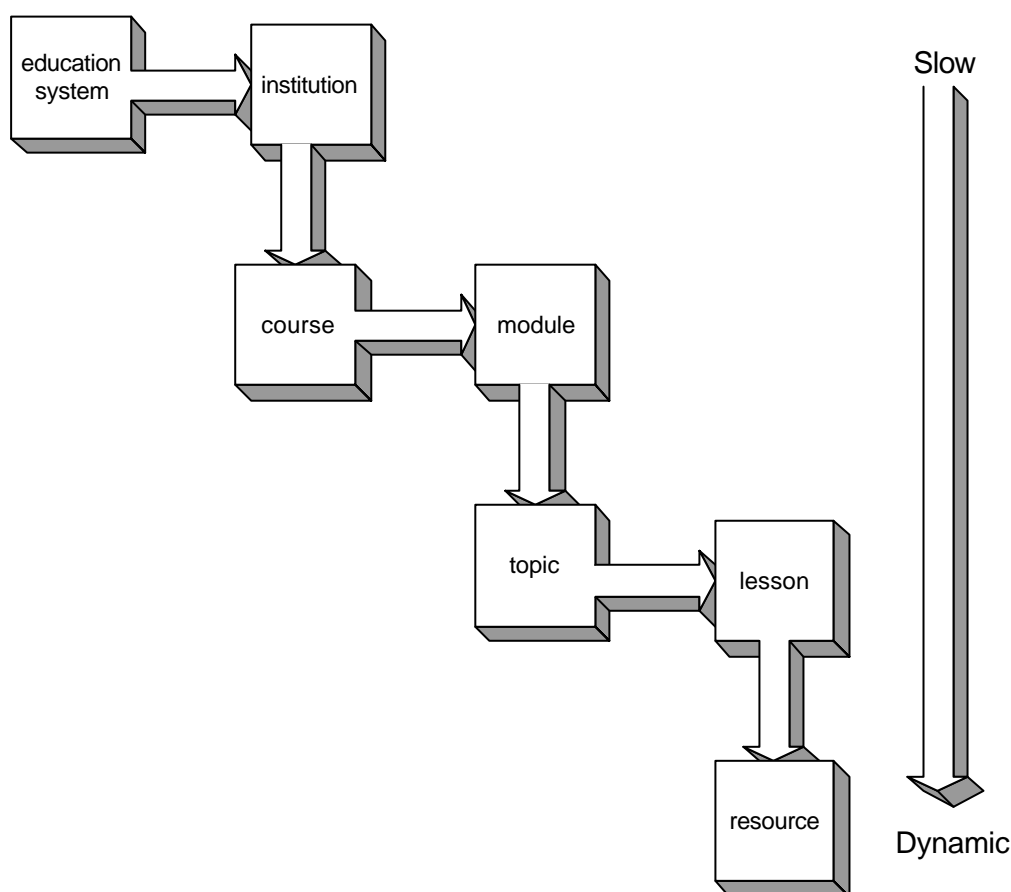 education
system
institution
Slow
course
module
topic
lesson
resource
Dynamic